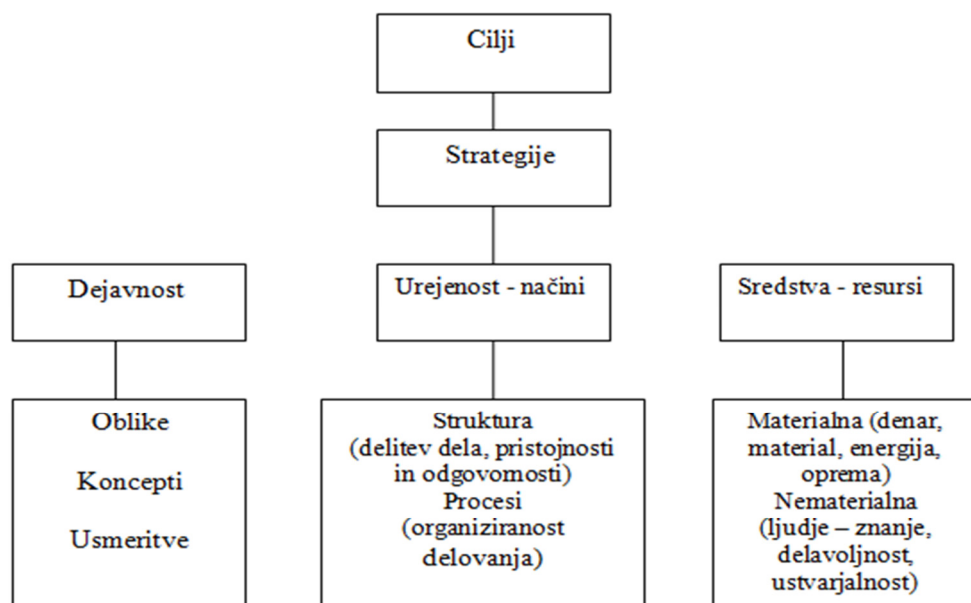 Cilji
Strategije
Dejavnost
Urejenost - načini
Sredstva - resursi
Oblike
Koncepti
Usmeritve
Struktura
(delitev dela, pristojnosti
in odgovornosti)
Procesi
(organiziranost
delovanja)
Materialna (denar,
material, energija,
oprema)
Nematerialna
(ljudje – znanje,
delavoljnost,
ustvarjalnost)